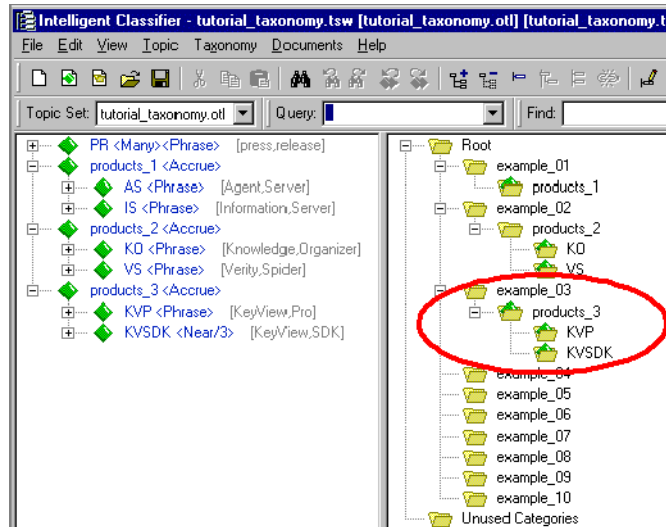 Intelligent Classifier - tutorial_taxonomy.tsw [tutorial_taxonomy.otl] [tutorial_taxonomy.t
File Edit View Topic Taxonomy Documents Help
Topic Set: tutorial_taxonomy.otl Query: Find:
PR <Many><Phrase> [press,release]
products_1 <Accrue>
AS <Phrase> [Agent,Server]
IS <Phrase> [Information,Server]
products_2 <Accrue>
KO <Phrase> [Knowledge,Organizer]
VS <Phrase> [Verity,Spider]
products_3 <Accrue>
KVP <Phrase> [KeyView,Pro]
KVSDK <Near/3> [KeyView,SDK]
Root
example_01
products_1
example_02
products_2
KO
VS
example_03
products_3
KVP
KVSDK
example_04
example_05
example_06
example_07
example_08
example_09
example_10
Unused Categories